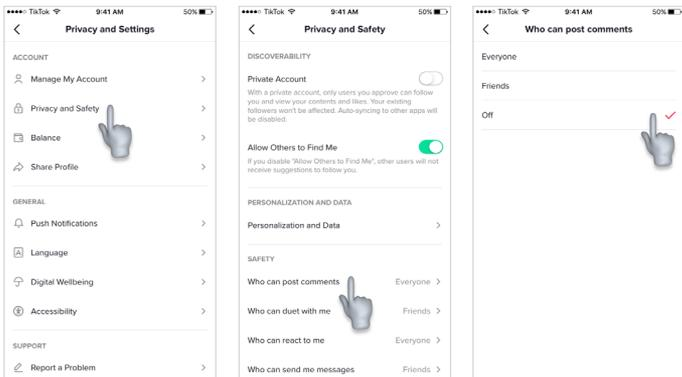 TikTok 9:41 AM 50%
Privacy and Settings
ACCOUNT
Manage My Account
Privacy and Safety
Balance
Share Profile
GENERAL
Push Notifications
Language
Digital Wellbeing
Accessibility
SUPPORT
Report a Problem
TikTok 9:41 AM 50%
Privacy and Safety
DISCOVERABILITY
Private Account
With a private account, only users you approve can follow
you and view your contents and likes. Your existing
followers won't be affected. Auto-syncing to other apps will
be disabled.
Allow Others to Find Me
If you disable "Allow Others to Find Me", other users will not
receive suggestions to follow you.
PERSONALIZATION AND DATA
Personalization and Data
SAFETY
Who can post comments Everyone
Who can duet with me Friends
Who can react to me Everyone
Who can send me messages Friends
TikTok 9:41 AM 50%
Who can post comments
Everyone
Friends
Off